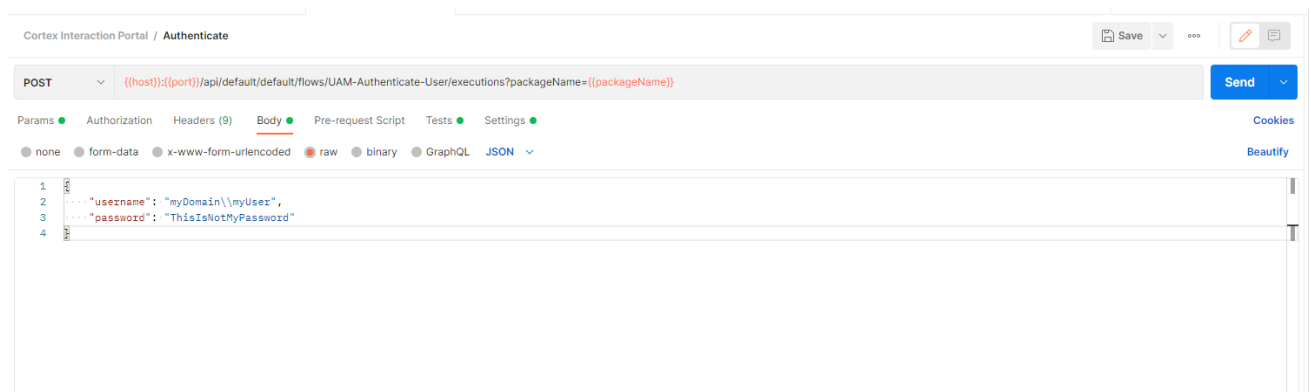 Cortex Interaction Portal / Authenticate
Save
POST {{host}}:{{port}}/api/default/default/flows/UAM-Authenticate-User/executions?packageName={{packageName}} Send
Params Authorization Headers (9) Body Pre-request Script Tests Settings Cookies
none form-data x-www-form-urlencoded raw binary GraphQL JSON Beautify
1 {
2 "username": "myDomain\\myUser",
3 "password": "ThisIsNotMyPassword"
4 }